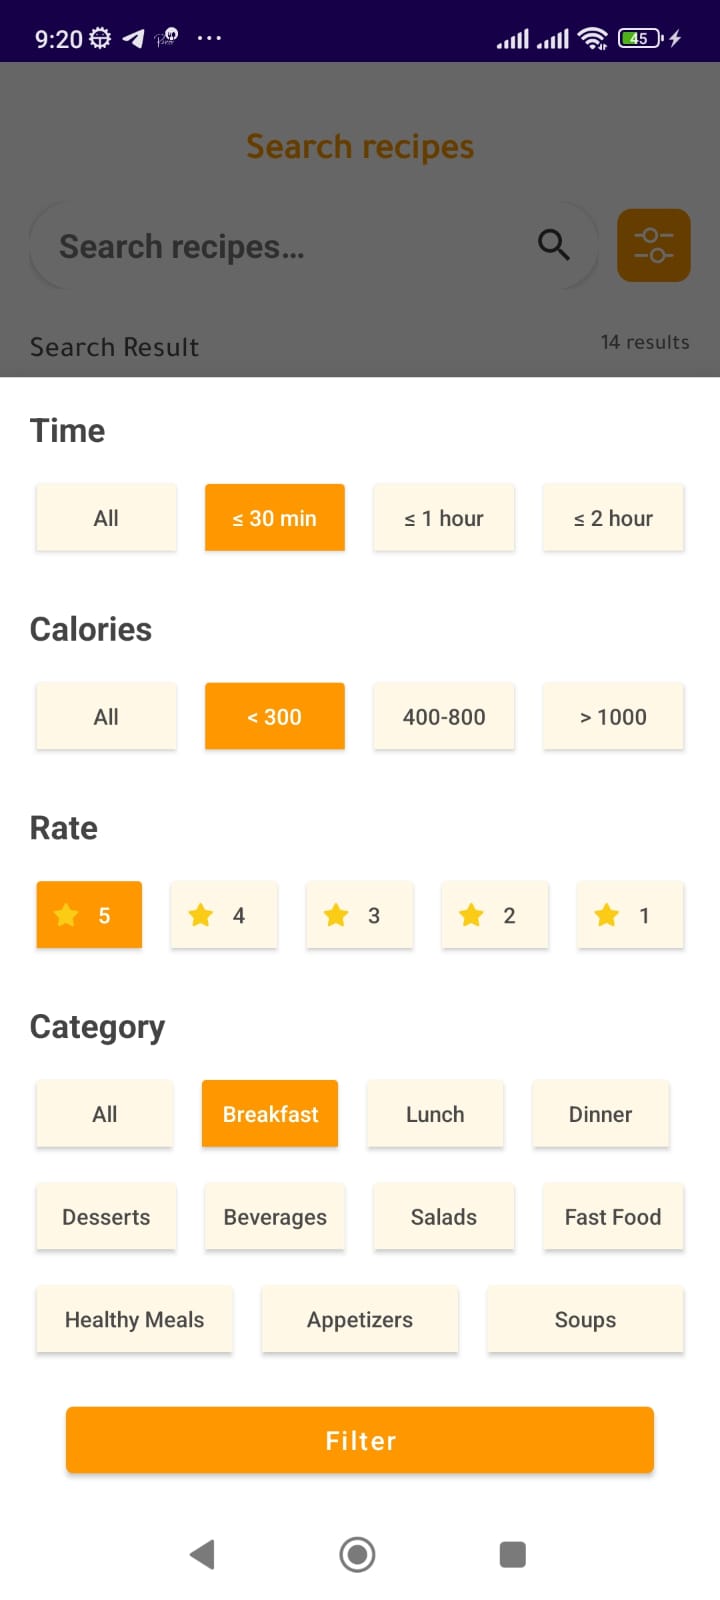 9:20 ... 45
Search recipes
Search recipes...
Search Result 14 results
Time
All ≤ 30 min ≤ 1 hour ≤ 2 hour
Calories
All < 300 400-800 > 1000
Rate
5 4 3 2 1
Category
All Breakfast Lunch Dinner
Desserts Beverages Salads Fast Food
Healthy Meals Appetizers Soups
Filter